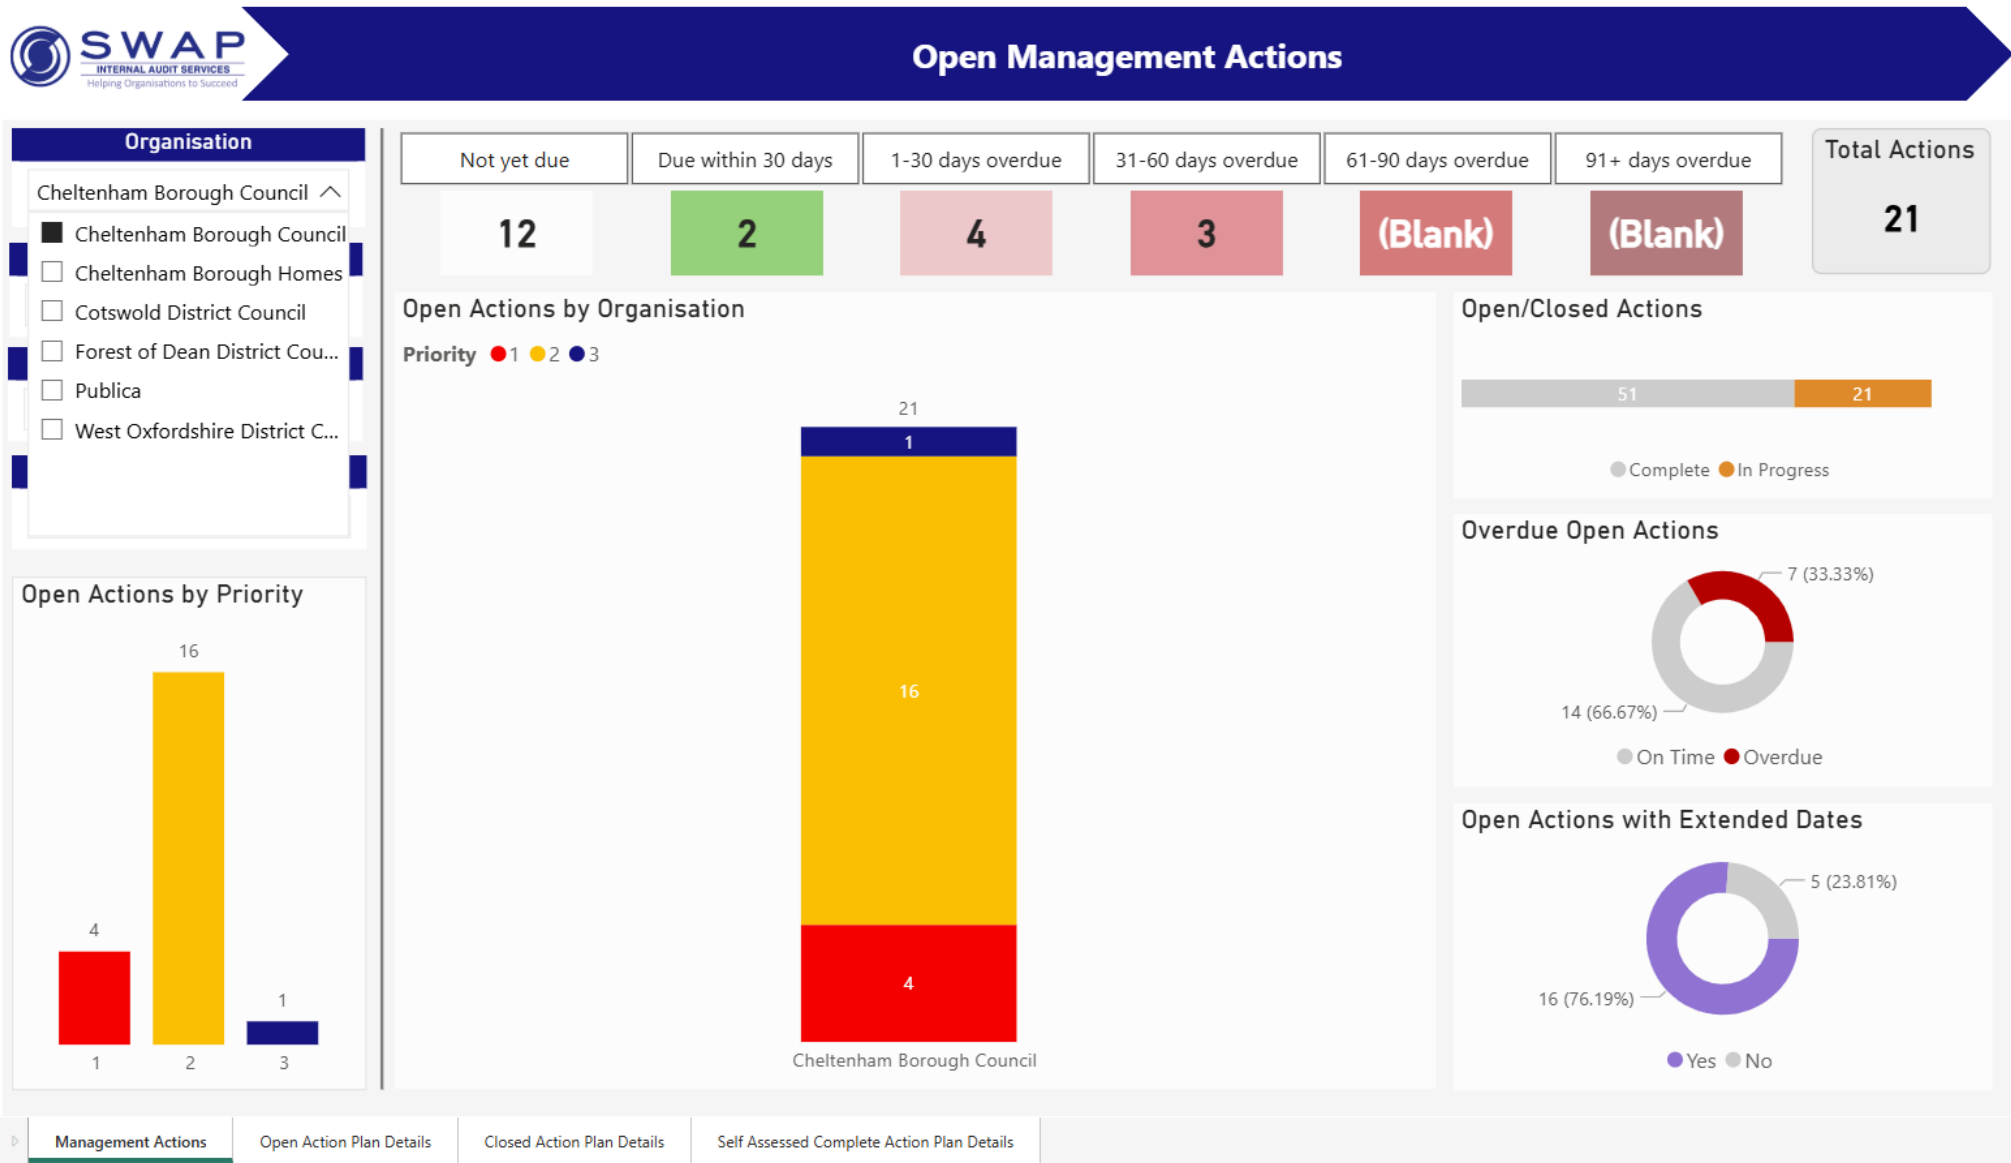 SWAP
INTERNAL AUDIT SERVICES
Helping Organisations to Succeed
Open Management Actions
Organisation
Cheltenham Borough Council
Cheltenham Borough Council
Cheltenham Borough Homes
Cotswold District Council
Forest of Dean District Cou...
Publica
West Oxfordshire District C...
Not yet due
Due within 30 days
1-30 days overdue
31-60 days overdue
61-90 days overdue
91+ days overdue
12
2
4
3
(Blank)
(Blank)
Total Actions
21
Open Actions by Priority
16
4
1
1
2
3
Open Actions by Organisation
Priority 1 2 3
21
1
16
4
Cheltenham Borough Council
Open/Closed Actions
51
21
Complete In Progress
Overdue Open Actions
7 (33.33%)
14 (66.67%)
On Time Overdue
Open Actions with Extended Dates
5 (23.81%)
16 (76.19%)
Yes No
Management Actions
Open Action Plan Details
Closed Action Plan Details
Self Assessed Complete Action Plan Details